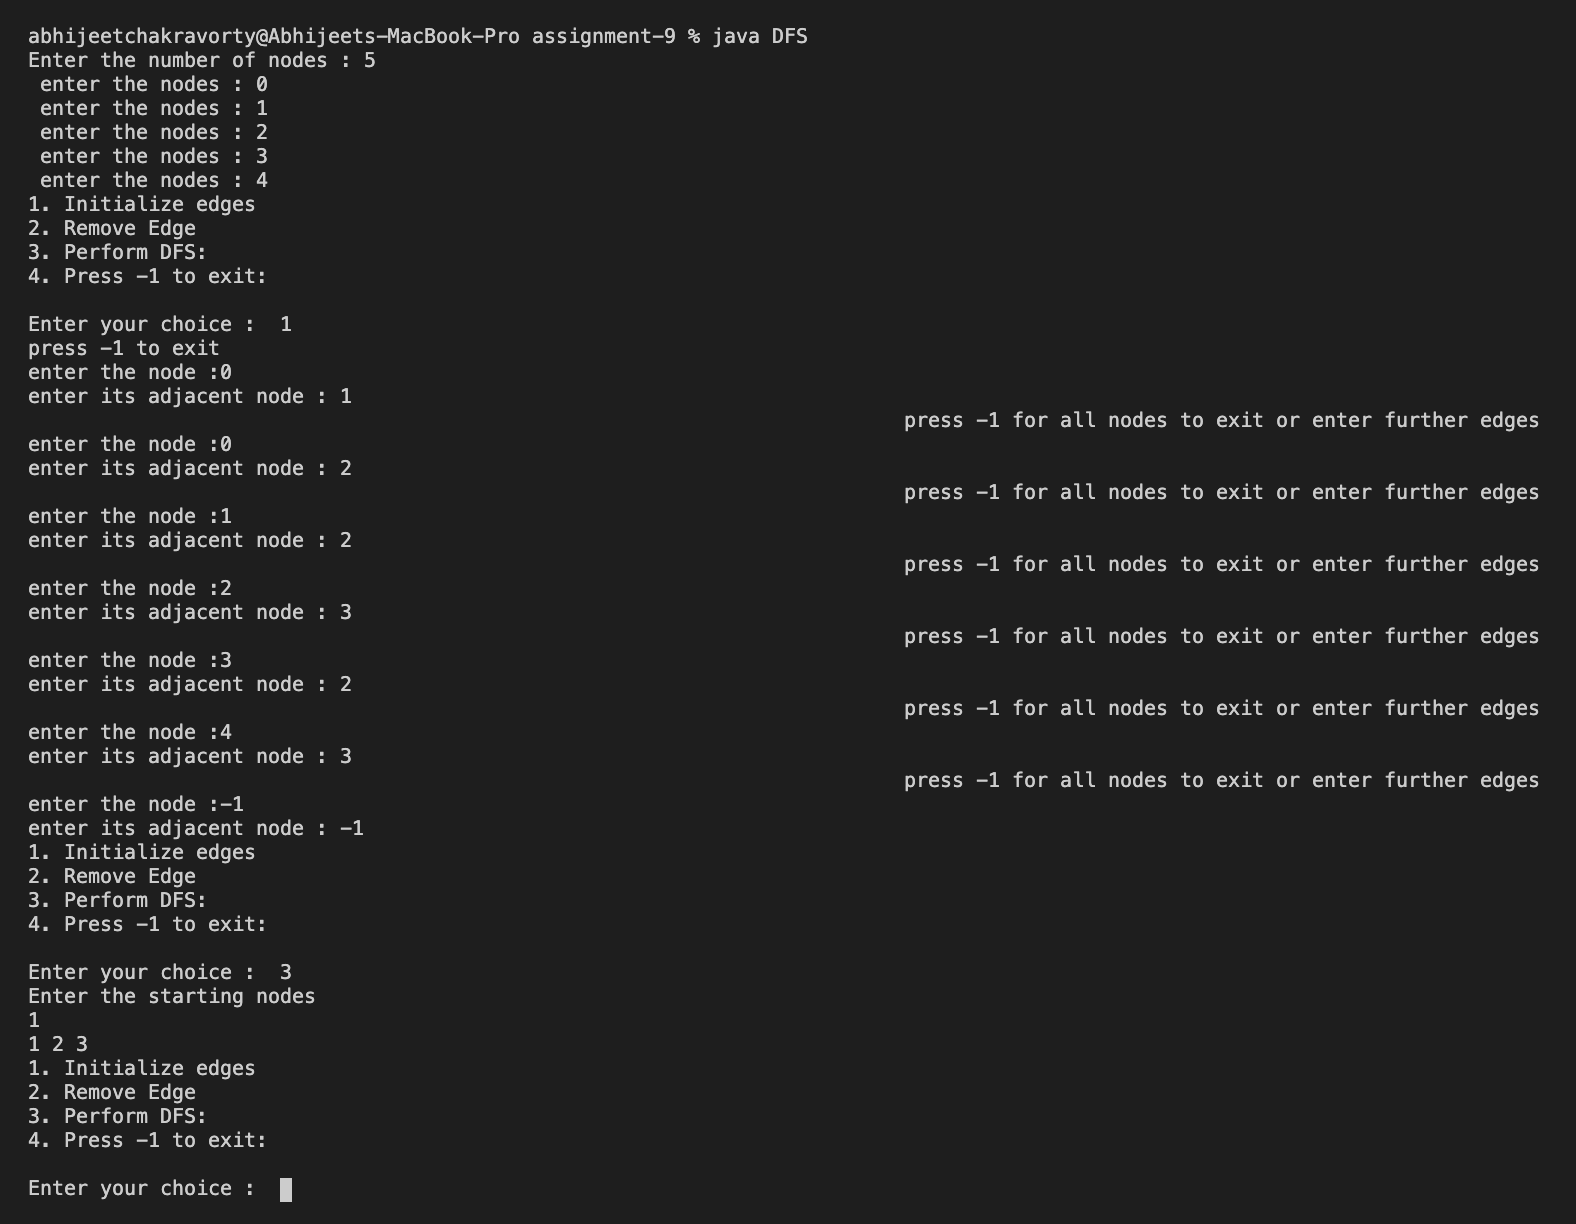 abhijeetchakravorty@Abhijeets-MacBook-Pro assignment-9 % java DFS
Enter the number of nodes : 5
 enter the nodes : 0
 enter the nodes : 1
 enter the nodes : 2
 enter the nodes : 3
 enter the nodes : 4
1. Initialize edges
2. Remove Edge
3. Perform DFS:
4. Press -1 to exit:

Enter your choice :  1
press -1 to exit
enter the node :0
enter its adjacent node : 1
press -1 for all nodes to exit or enter further edges
enter the node :0
enter its adjacent node : 2
press -1 for all nodes to exit or enter further edges
enter the node :1
enter its adjacent node : 2
press -1 for all nodes to exit or enter further edges
enter the node :2
enter its adjacent node : 3
press -1 for all nodes to exit or enter further edges
enter the node :3
enter its adjacent node : 2
press -1 for all nodes to exit or enter further edges
enter the node :4
enter its adjacent node : 3
press -1 for all nodes to exit or enter further edges
enter the node :-1
enter its adjacent node : -1
1. Initialize edges
2. Remove Edge
3. Perform DFS:
4. Press -1 to exit:

Enter your choice :  3
Enter the starting nodes
1
1 2 3
1. Initialize edges
2. Remove Edge
3. Perform DFS:
4. Press -1 to exit:

Enter your choice :